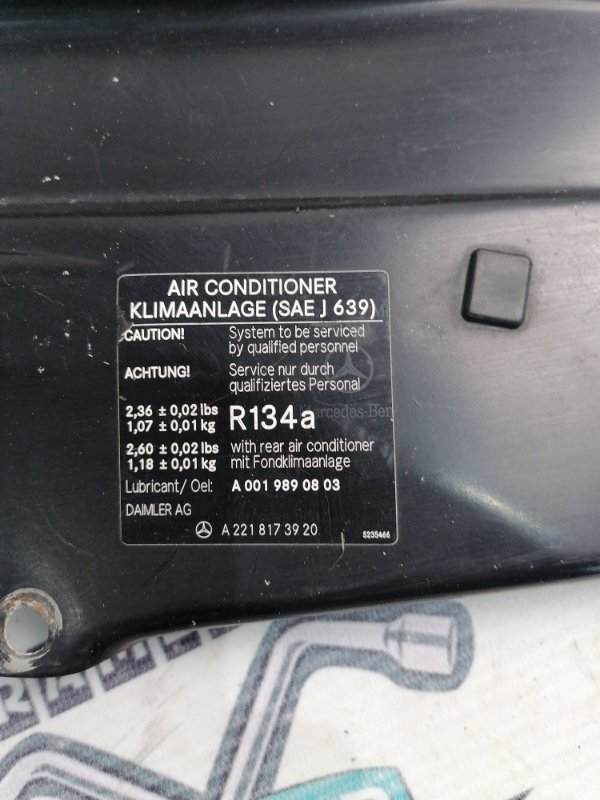 AIR CONDITIONER
KLIMAANLAGE (SAE J 639)
CAUTION! System to be serviced
by qualified personnel
ACHTUNG! Service nur durch
qualifiziertes Personal
2,36 ± 0,02 lbs
1,07 ± 0,01 kg R134a
2,60 ± 0,02 lbs with rear air conditioner
1,18 ± 0,01 kg mit Fondklimaanlage
Lubricant/ Oel: A 001 989 08 03
DAIMLER AG
A 221 817 39 20 5235466